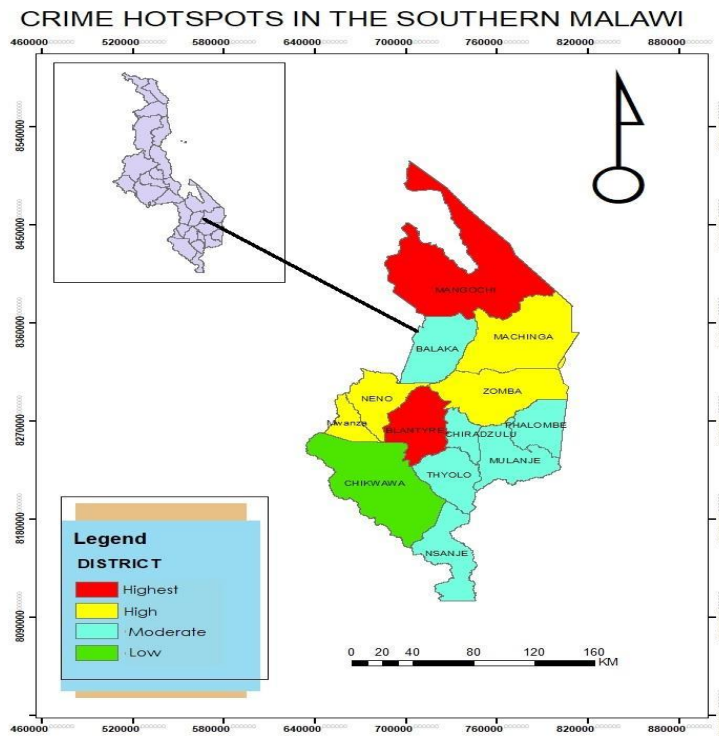 CRIME HOTSPOTS IN THE SOUTHERN MALAWI
460000 520000 580000 640000 700000 760000 820000 880000
8540000
8450000
8360000
8270000
8180000
8090000
MANGOCHI
MACHINGA
BALAKA
ZOMBA
NENO
Mwanza
BLANTYRE
CHIRADZULU
PHALOMBE
MULANJE
THYOLO
CHIKWAWA
NSANJE
Legend
DISTRICT
Highest
High
Moderate
Low
0 20 40 80 120 160
KM
460000 520000 580000 640000 700000 760000 820000 880000